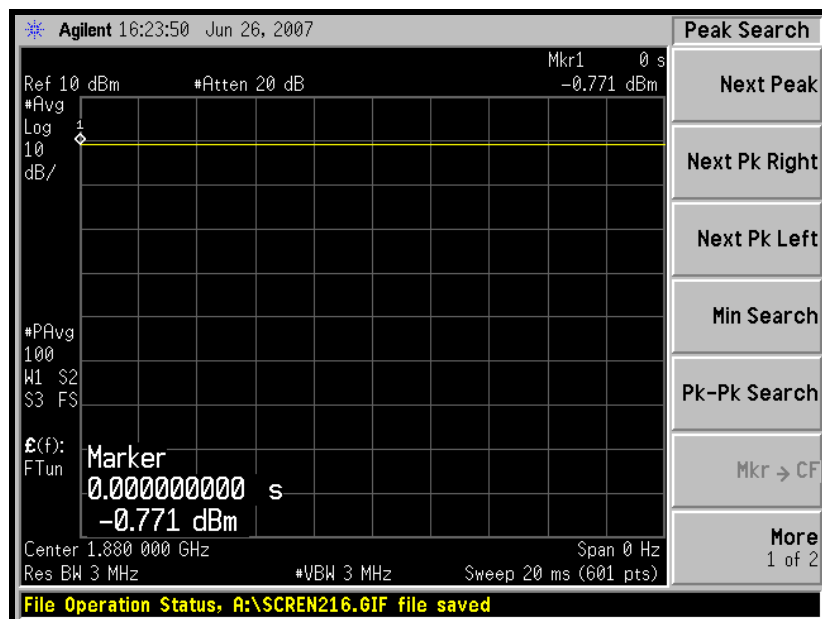 Agilent 16:23:50 Jun 26, 2007
Peak Search
Mkr1 0 s
Ref 10 dBm #Atten 20 dB -0.771 dBm
Next Peak
#Avg
Log 1
10
dB/
Next Pk Right
Next Pk Left
Min Search
#PAvg
100
W1 S2
S3 FS
Pk-Pk Search
£(f):
FTun
Marker
0.000000000 s
-0.771 dBm
Mkr → CF
Center 1.880 000 GHz Span 0 Hz
Res BW 3 MHz #VBW 3 MHz Sweep 20 ms (601 pts)
More
1 of 2
File Operation Status, A:\SCREN216.GIF file saved